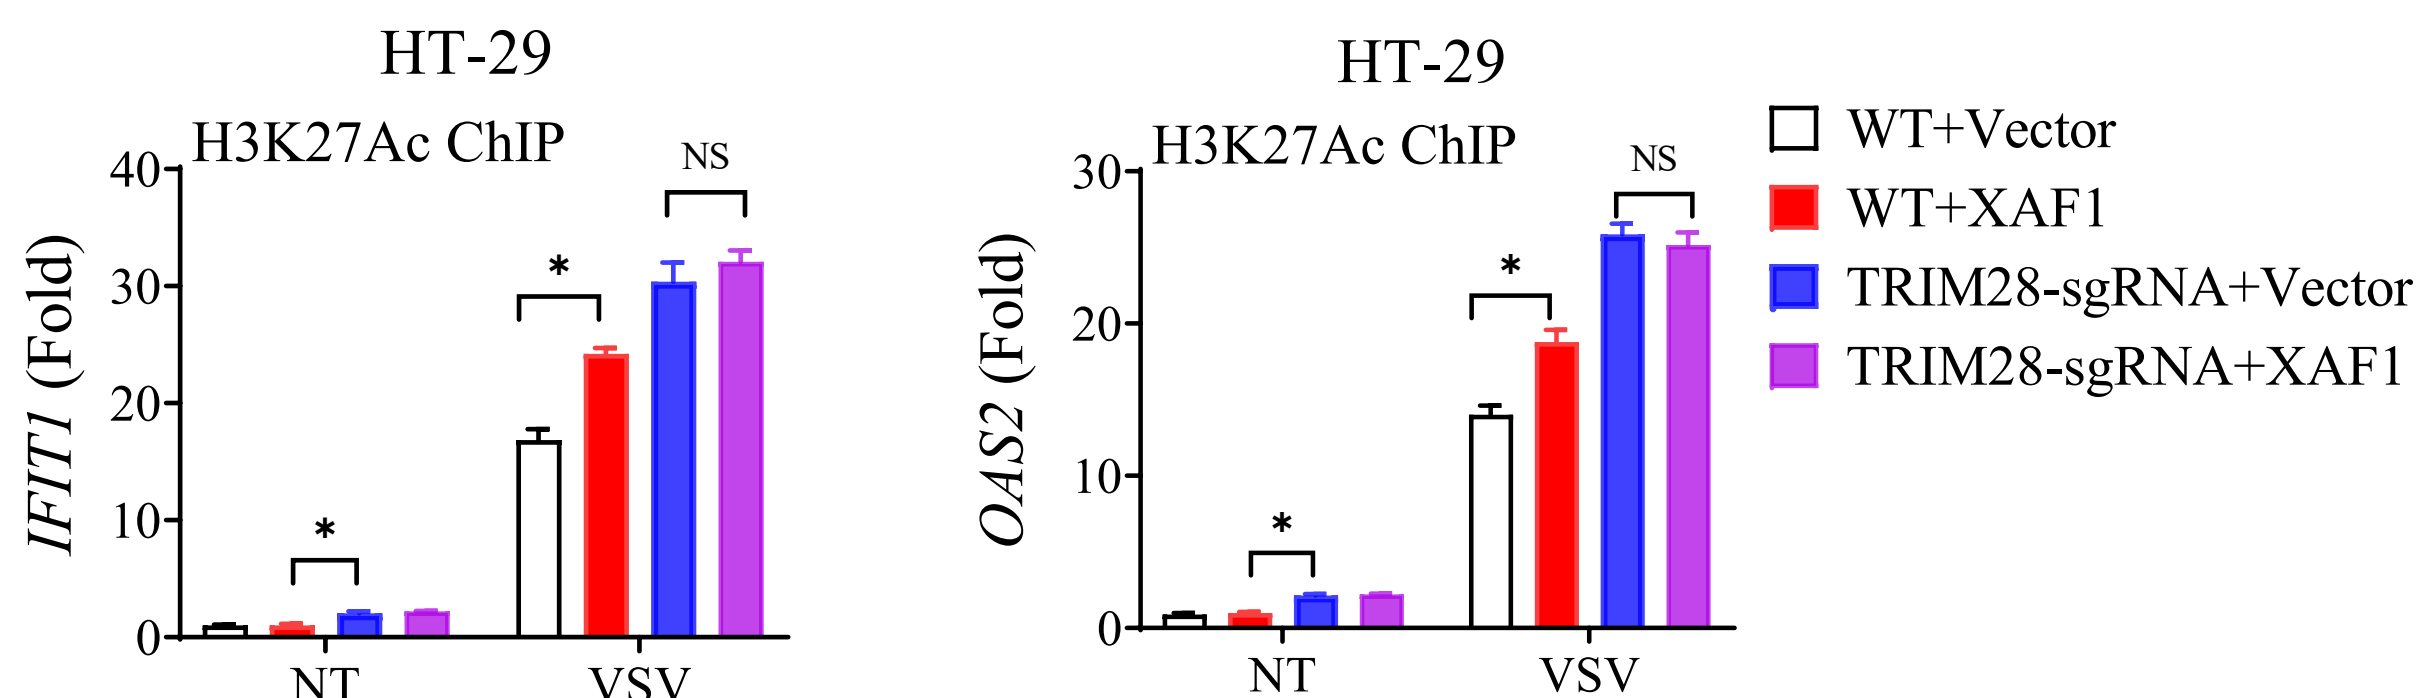 HT-29
H3K27Ac ChIP
IFIT1 (Fold)
40
30
20
10
0
*
*
NS
NT
VSV
HT-29
H3K27Ac ChIP
OAS2 (Fold)
30
20
10
0
*
*
NS
NT
VSV
WT+Vector
WT+XAF1
TRIM28-sgRNA+Vector
TRIM28-sgRNA+XAF1